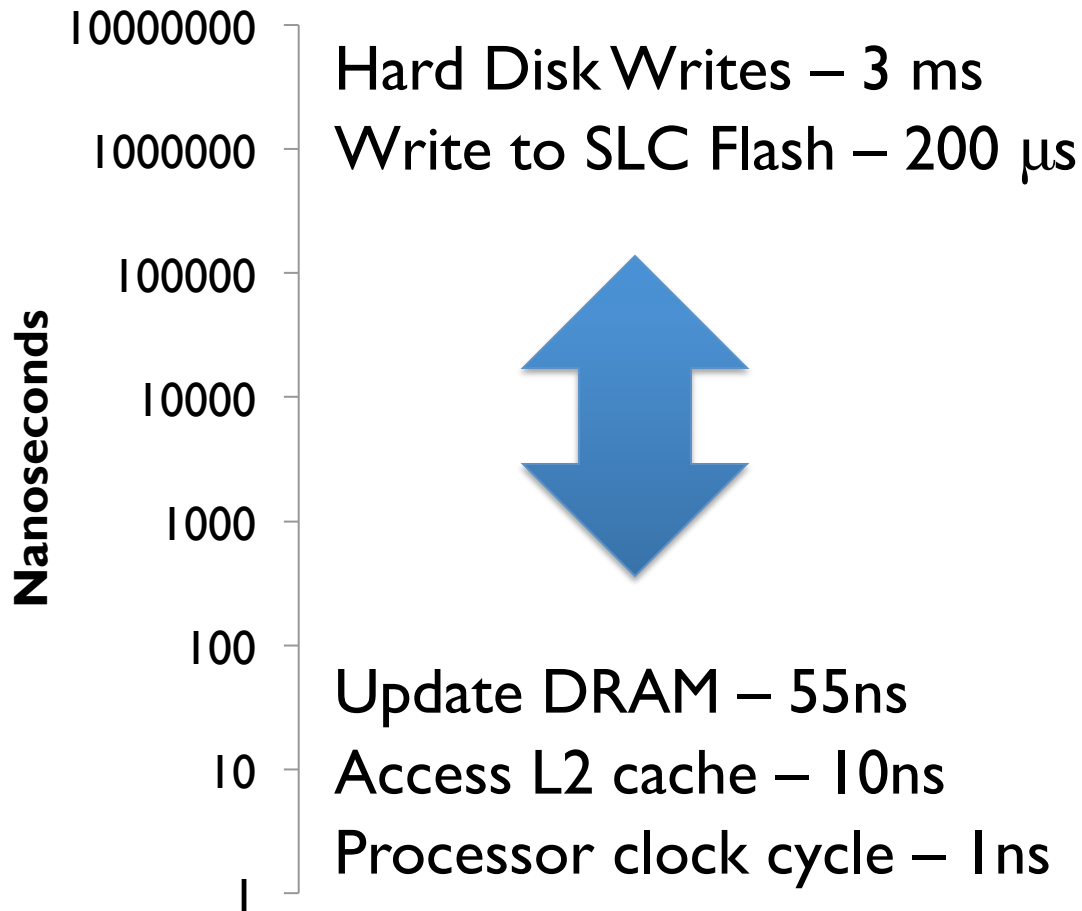 10000000
Hard Disk Writes – 3 ms
1000000
Write to SLC Flash – 200 μs
100000
10000
Nanoseconds
1000
100
Update DRAM – 55ns
10
Access L2 cache – 10ns
Processor clock cycle – 1ns
1